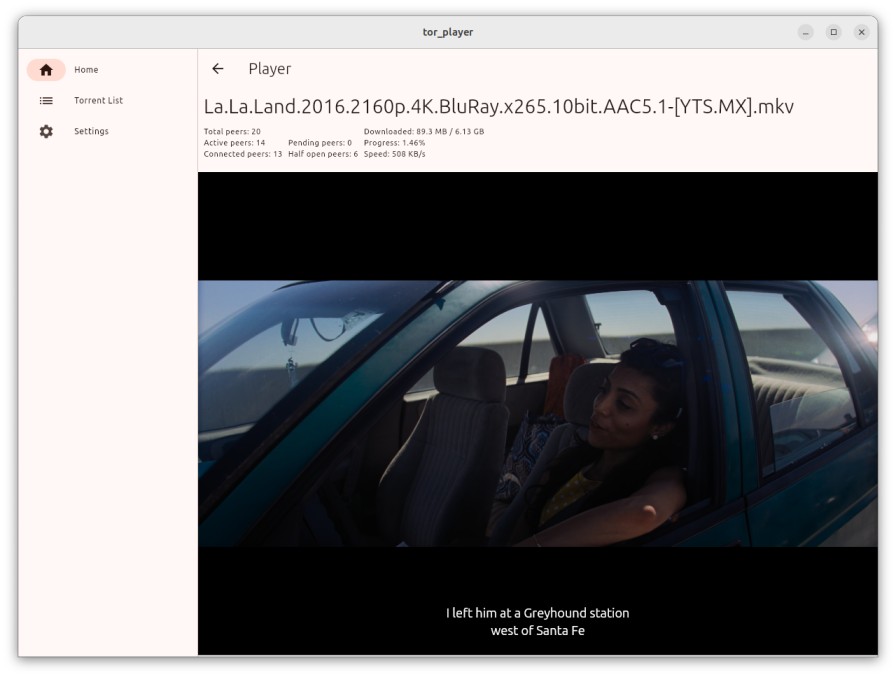 tor_player
Home
Torrent List
Settings
Player
La.La.Land.2016.2160p.4K.BluRay.x265.10bit.AAC5.1-[YTS.MX].mkv
Total peers: 20 Downloaded: 89.3 MB / 6.13 GB
Active peers: 14 Pending peers: 0 Progress: 1.46%
Connected peers: 13 Half open peers: 6 Speed: 508 KB/s
I left him at a Greyhound station
west of Santa Fe